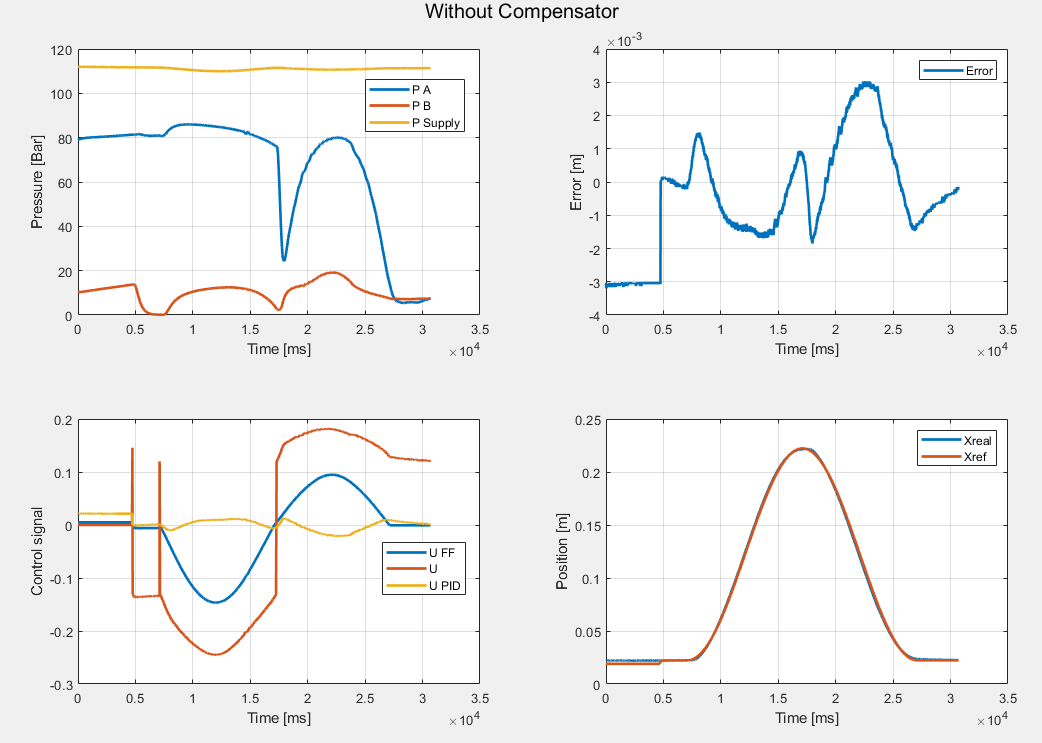 Without Compensator
120
100
80
60
40
20
0
Pressure [Bar]
P A
P B
P Supply
0 0.5 1 1.5 2 2.5 3 3.5
Time [ms]
×10^4
×10^-3
4
3
2
1
0
-1
-2
-3
-4
Error [m]
Error
0 0.5 1 1.5 2 2.5 3 3.5
Time [ms]
×10^4
0.2
0.1
0
-0.1
-0.2
-0.3
Control signal
U FF
U
U PID
0 0.5 1 1.5 2 2.5 3 3.5
Time [ms]
×10^4
0.25
0.2
0.15
0.1
0.05
0
Position [m]
Xreal
Xref
0 0.5 1 1.5 2 2.5 3 3.5
Time [ms]
×10^4